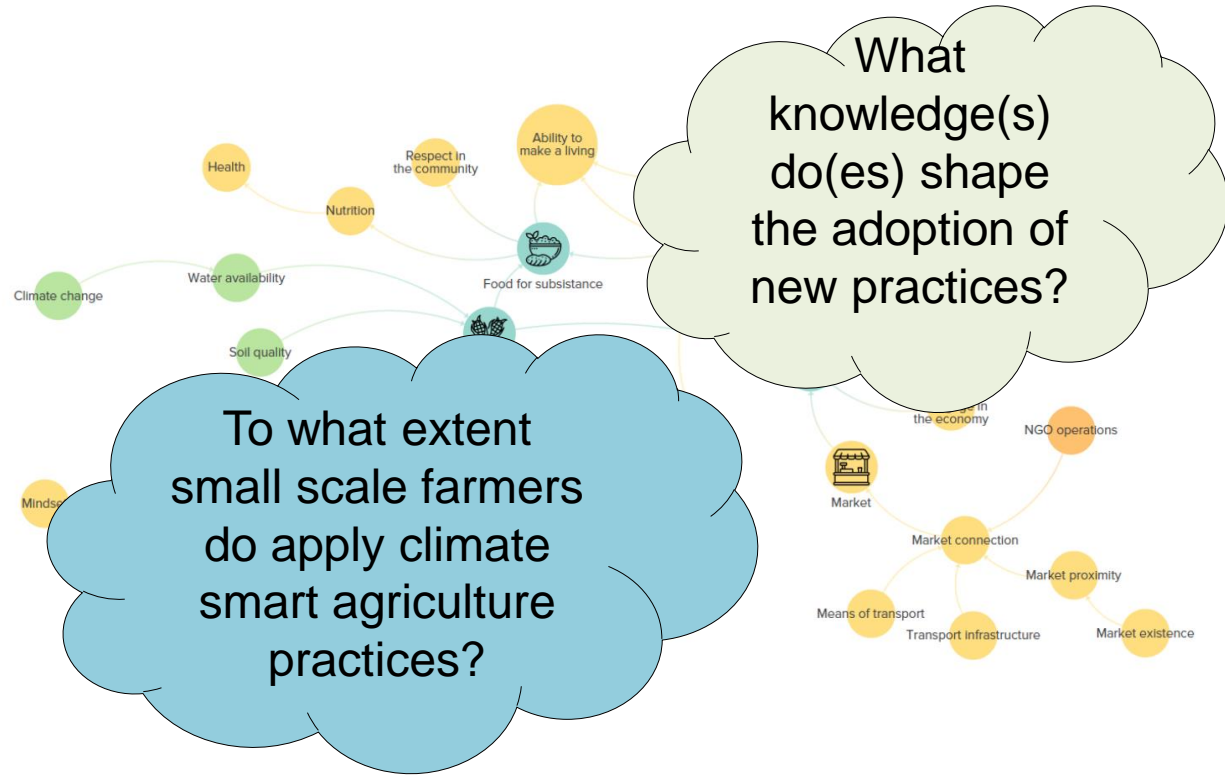 What
knowledge(s)
do(es) shape
the adoption of
new practices?
Ability to
make a living
Respect in
the community
Health
Nutrition
Food for subsistance
Water availability
Climate change
Soil quality
To what extent
small scale farmers
do apply climate
smart agriculture
practices?
in
the economy
NGO operations
Market
Market connection
Market proximity
Means of transport
Transport infrastructure
Market existence